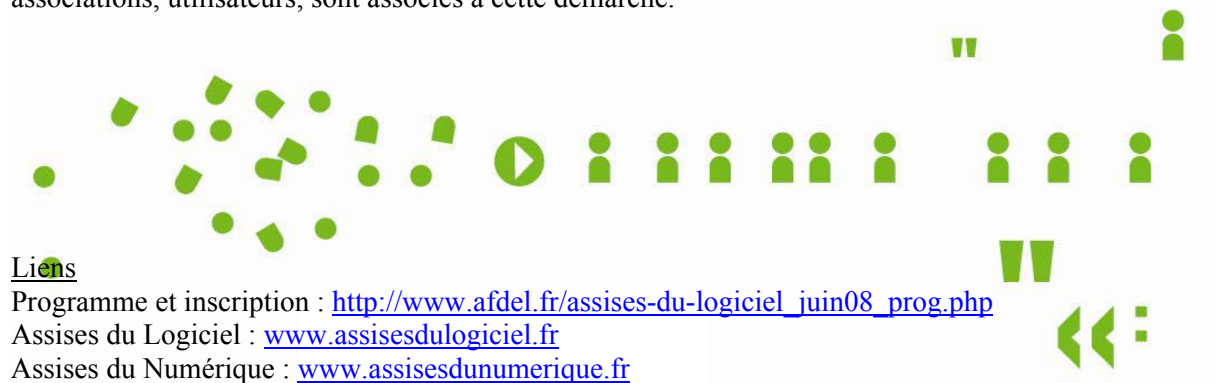 associations, utilisateurs, sont associés à cette démarche.
"
"
Liens
Programme et inscription : http://www.afdel.fr/assises-du-logiciel_juin08_prog.php
Assises du Logiciel : www.assisesdulogiciel.fr
Assises du Numérique : www.assisesdunumerique.fr
«: